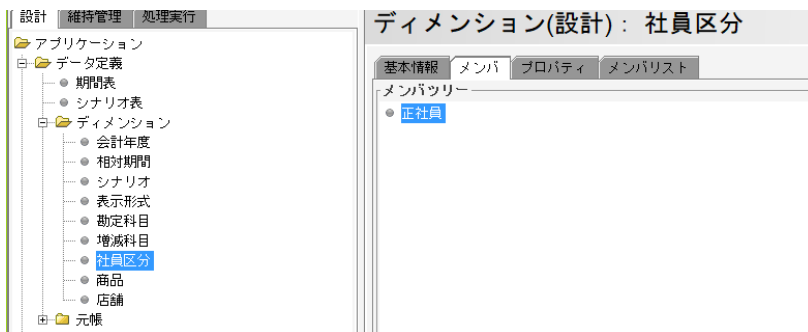 設計 維持管理 処理実行
アプリケーション
データ定義
期間表
シナリオ表
ディメンション
会計年度
相対期間
シナリオ
表示形式
勘定科目
増減科目
社員区分
商品
店舗
元帳
ディメンション(設計)： 社員区分
基本情報 メンバ プロパティ メンバリスト
メンバツリー
正社員